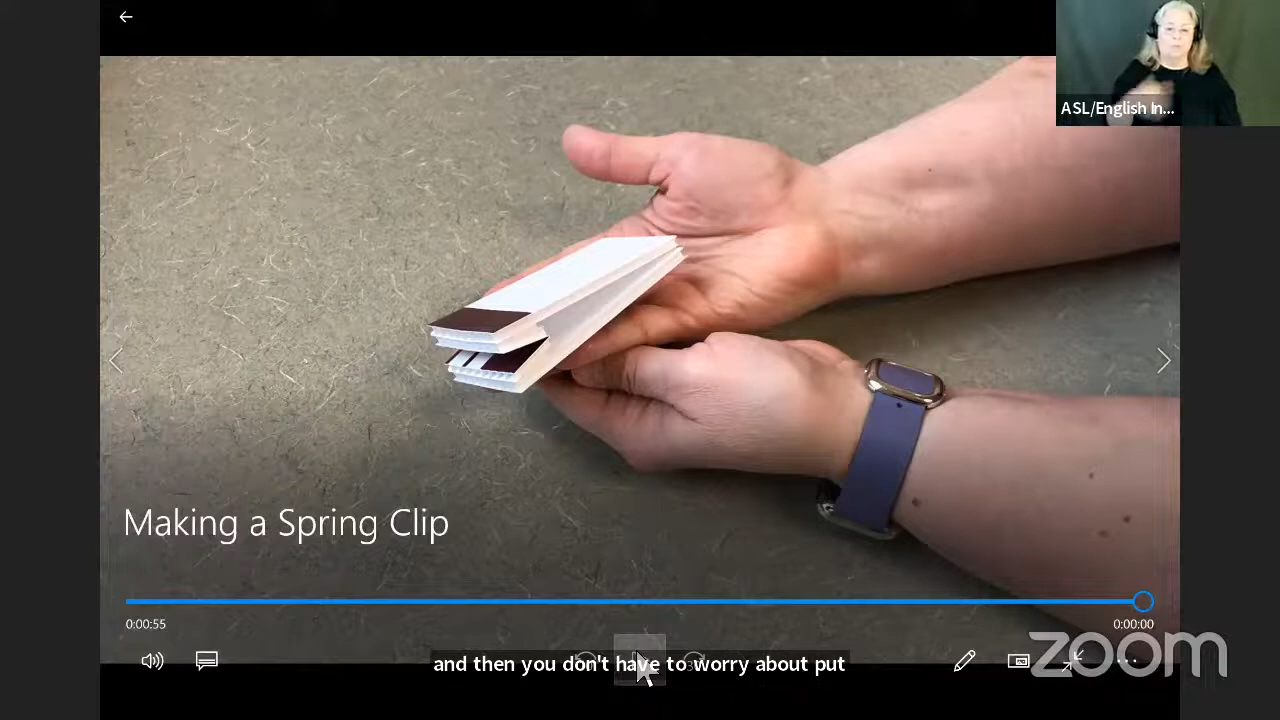 ASL/English In...
Making a Spring Clip
0:00:55
0:00:00
and then you don't have to worry about put
zoom